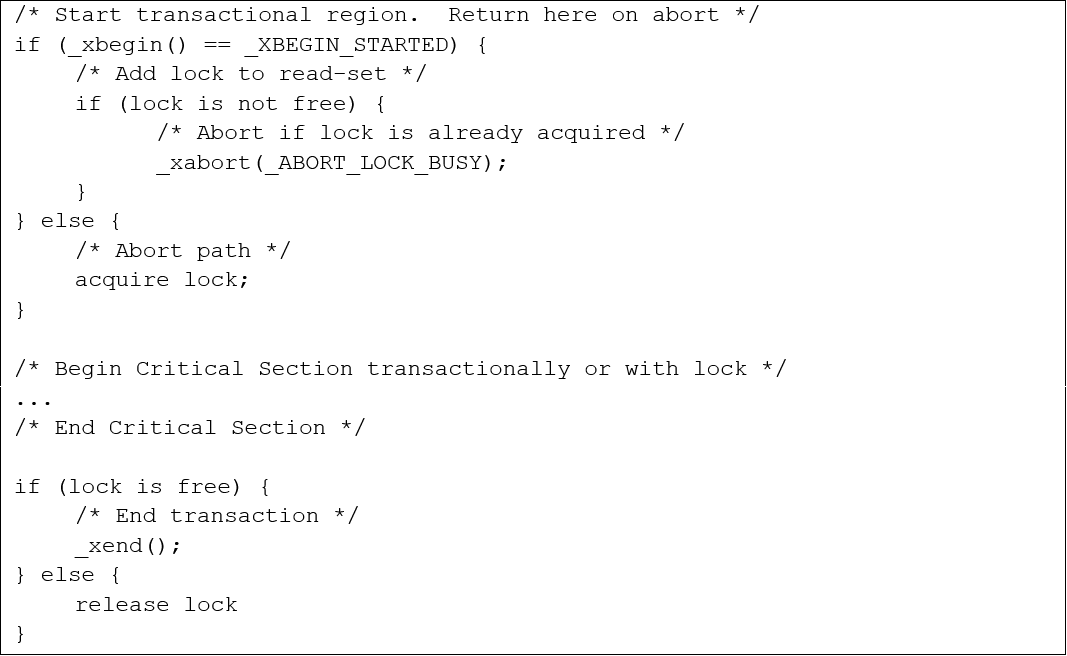 /* Start transactional region.  Return here on abort */
if (_xbegin() == _XBEGIN_STARTED) {
    /* Add lock to read-set */
    if (lock is not free) {
        /* Abort if lock is already acquired */
        _xabort(_ABORT_LOCK_BUSY);
    }
} else {
    /* Abort path */
    acquire lock;
}

/* Begin Critical Section transactionally or with lock */
...
/* End Critical Section */

if (lock is free) {
    /* End transaction */
    _xend();
} else {
    release lock
}